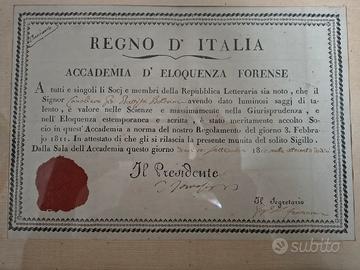 REGNO D' ITALIA
ACCADEMIA D' ELOQUENZA FORENSE
A tutti e singoli li Socj e membri della Repubblica Letteraria sia noto, che il
Signor avendo dato luminosi saggj di ta-
lento, e valore nelle Scienze e massimamente nella Giurisprudenza, e
nella Eloquenza estemporanea e scritta, è stato meritamente accolto So-
cio in quest' Accademia a norma del nostro Regolamento del giorno 3. Febbra-
jo 1811. In attestato di che gli si rilascia la presente munita del solito Sigillo.
Dalla Sala dell' Accademia questo giorno 18
Il Presidente
Il Segretario
subito